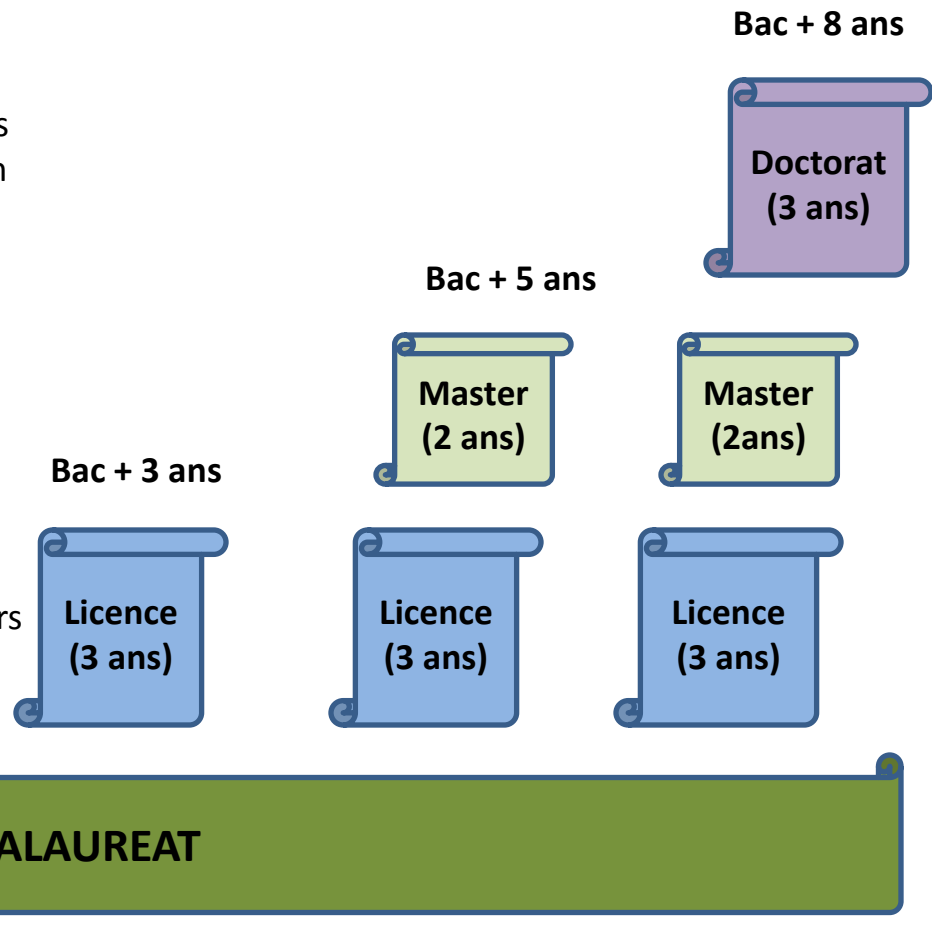 Bac + 8 ans
Doctorat
(3 ans)
Bac + 5 ans
Master
(2 ans)
Master
(2ans)
Bac + 3 ans
Licence
(3 ans)
Licence
(3 ans)
Licence
(3 ans)
ALAUREAT